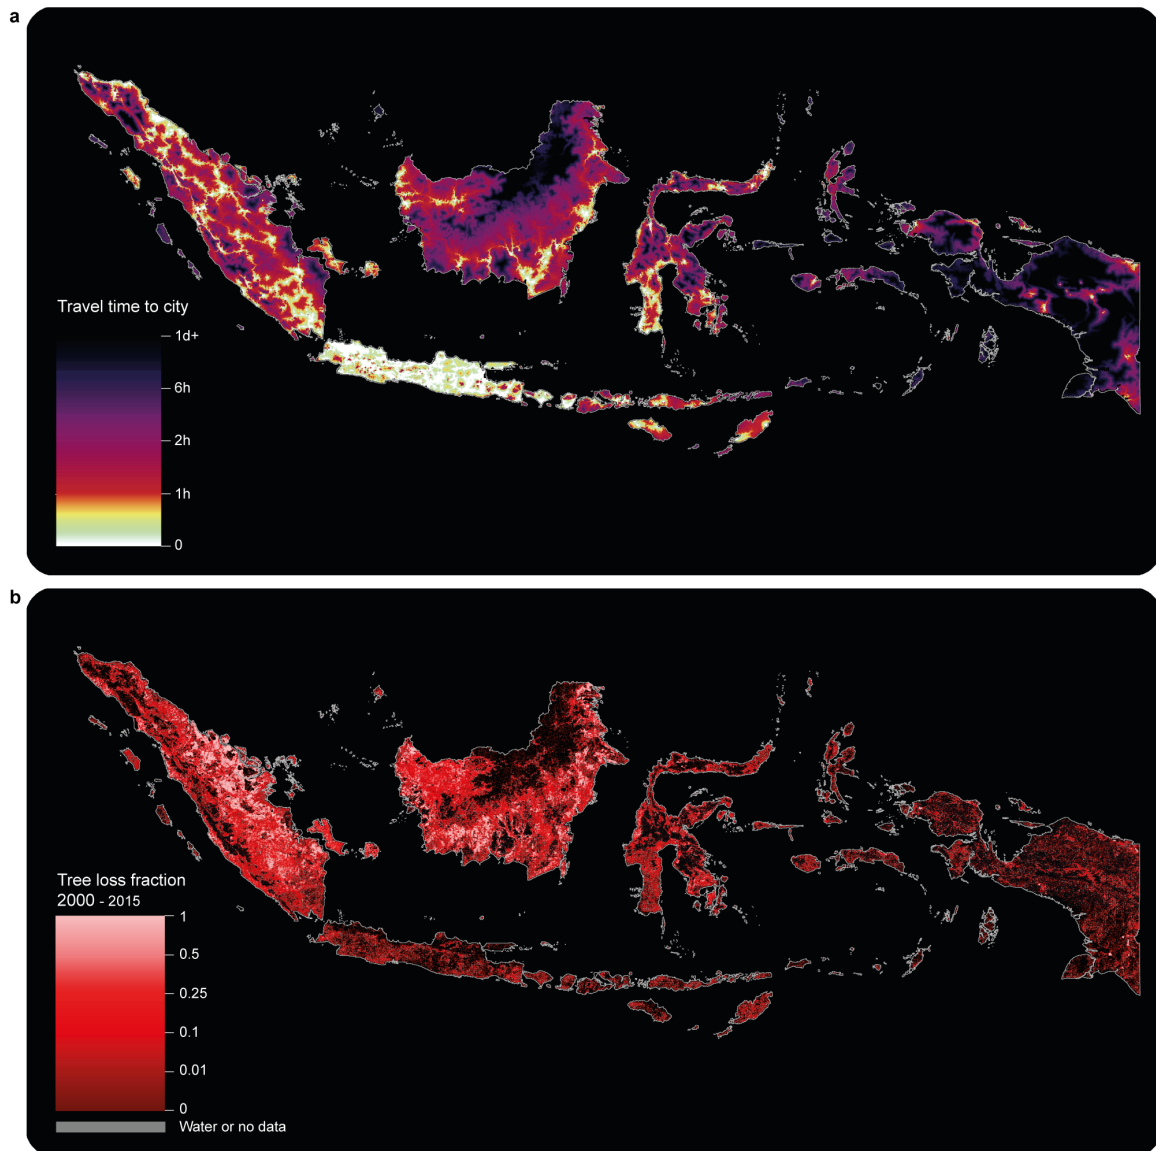 a
Travel time to city
1d+
6h
2h
1h
0
b
Tree loss fraction
2000 - 2015
1
0.5
0.25
0.1
0.01
0
Water or no data